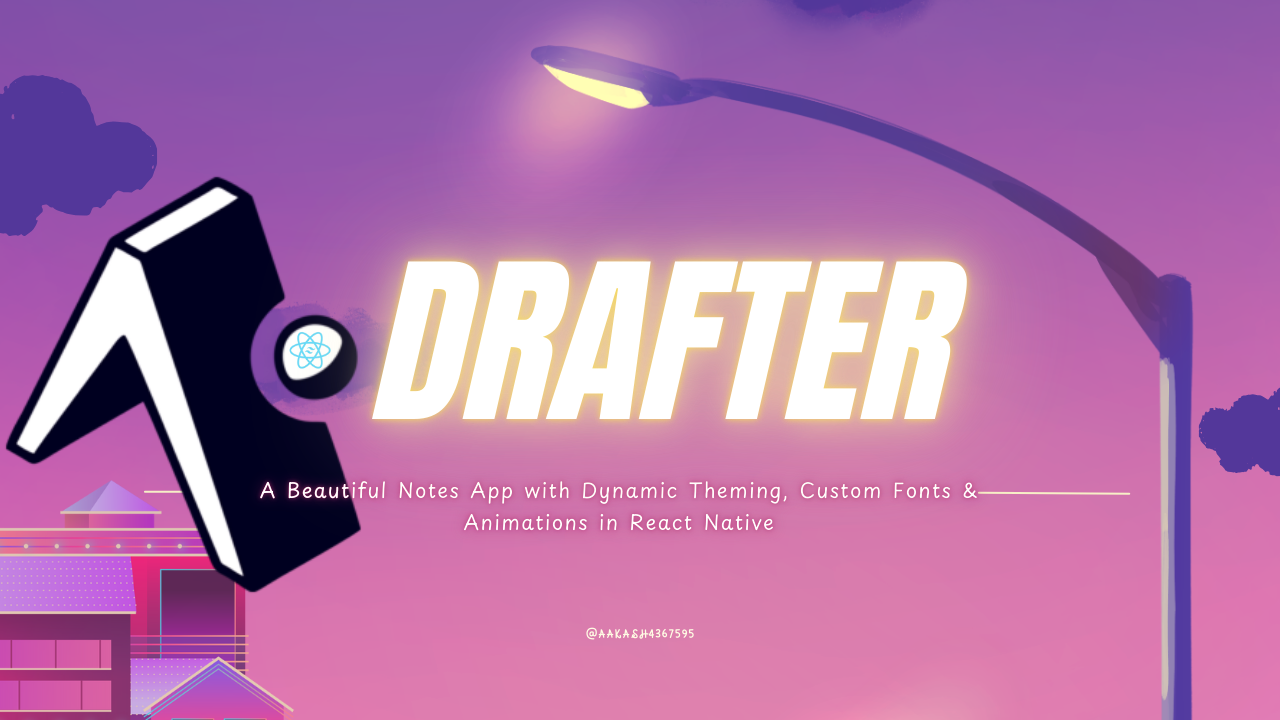 DRAFTER
A Beautiful Notes App with Dynamic Theming, Custom Fonts &
Animations in React Native
@AAKASH4367595